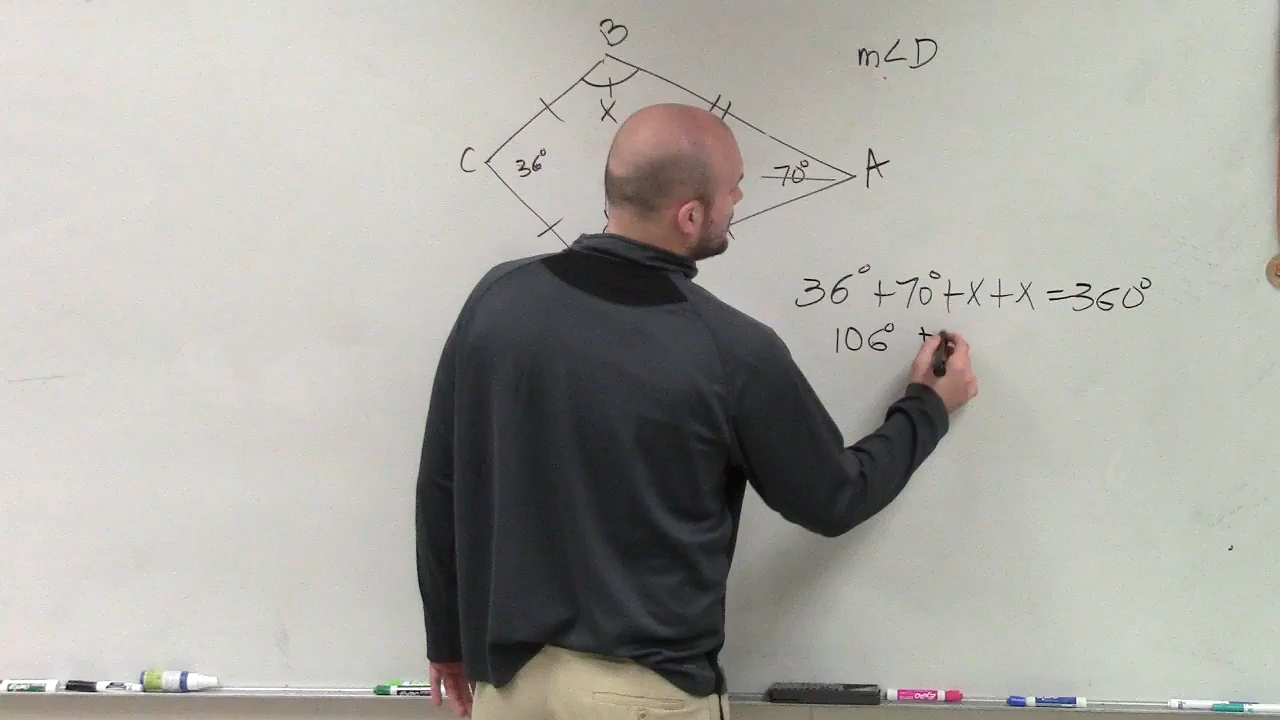 B
m∠D
X
C
36°
70°
A
36° + 70° + X + X = 360°
106° +